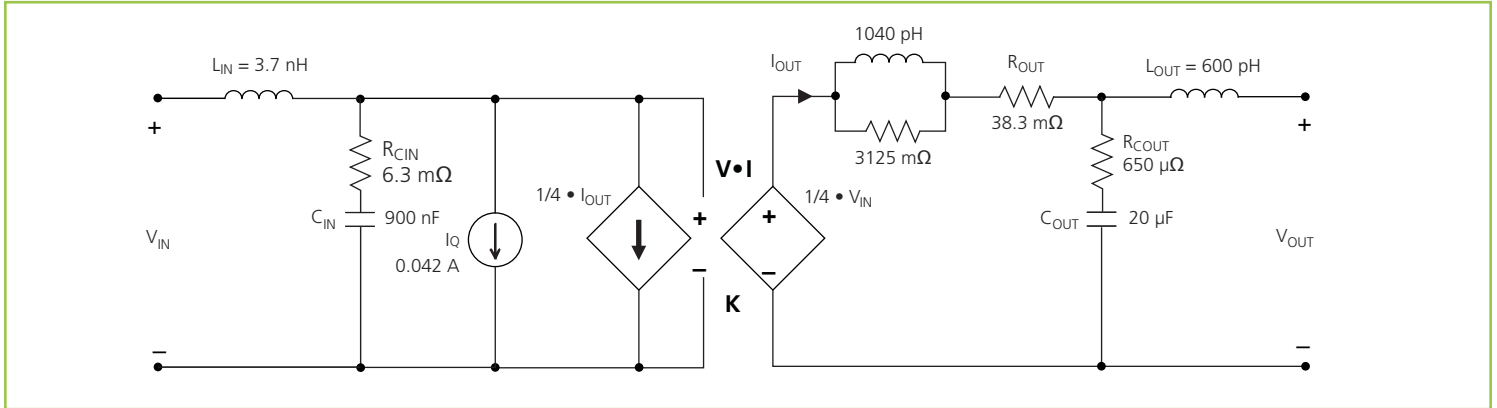 L_IN = 3.7 nH
+
R_CIN
6.3 mΩ
C_IN
900 nF
V_IN
I_Q
0.042 A
–
1/4 • I_OUT
V•I
+
–
K
+
–
1/4 • V_IN
I_OUT
1040 pH
3125 mΩ
R_OUT
38.3 mΩ
L_OUT = 600 pH
+
R_COUT
650 µΩ
C_OUT
20 µF
V_OUT
–